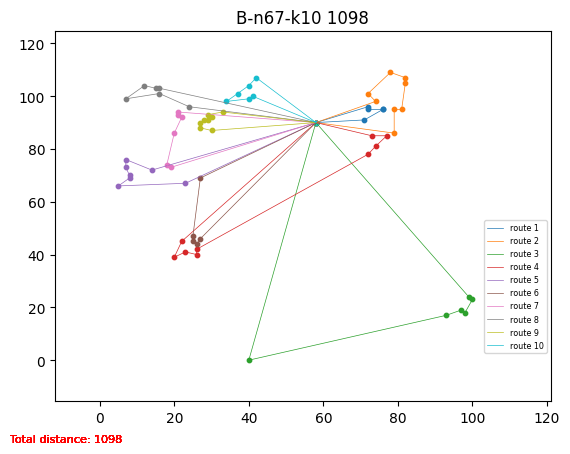 B-n67-k10 1098
120
100
80
60
40
20
0
0 20 40 60 80 100 120
route 1
route 2
route 3
route 4
route 5
route 6
route 7
route 8
route 9
route 10
Total distance: 1098